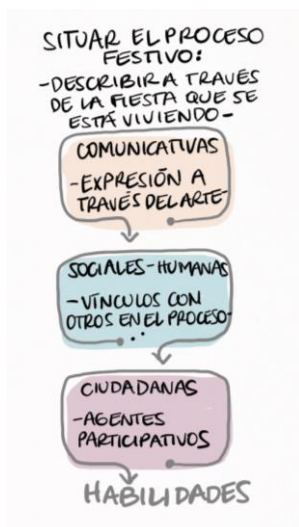 SITUAR EL PROCESO
FESTIVO:
-DESCRIBIR A TRAVÉS
DE LA FIESTA QUE SE
ESTÁ VIVIENDO-
COMUNICATIVAS
-EXPRESIÓN A
TRAVÉS DEL ARTE-
SOCIALES-HUMANAS
-VÍNCULOS CON
OTROS EN EL PROCESO-
CIUDADANAS
-AGENTES
PARTICIPATIVOS
HABILIDADES